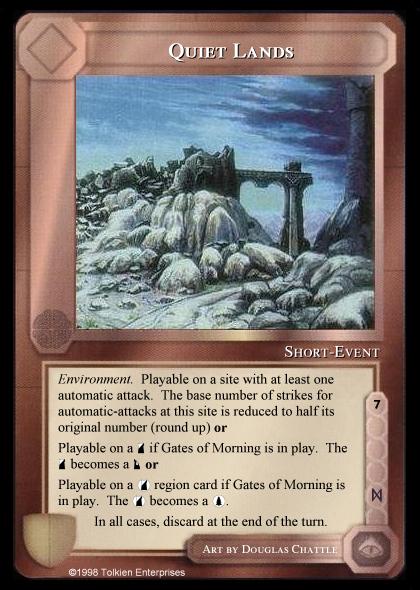 QUIET LANDS
SHORT-EVENT
Environment. Playable on a site with at least one
automatic attack. The base number of strikes for
automatic-attacks at this site is reduced to half its
original number (round up) or
Playable on a if Gates of Morning is in play. The
becomes a or
Playable on a region card if Gates of Morning is
in play. The becomes a .
In all cases, discard at the end of the turn.
7
ART BY DOUGLAS CHATTLE
©1998 Tolkien Enterprises